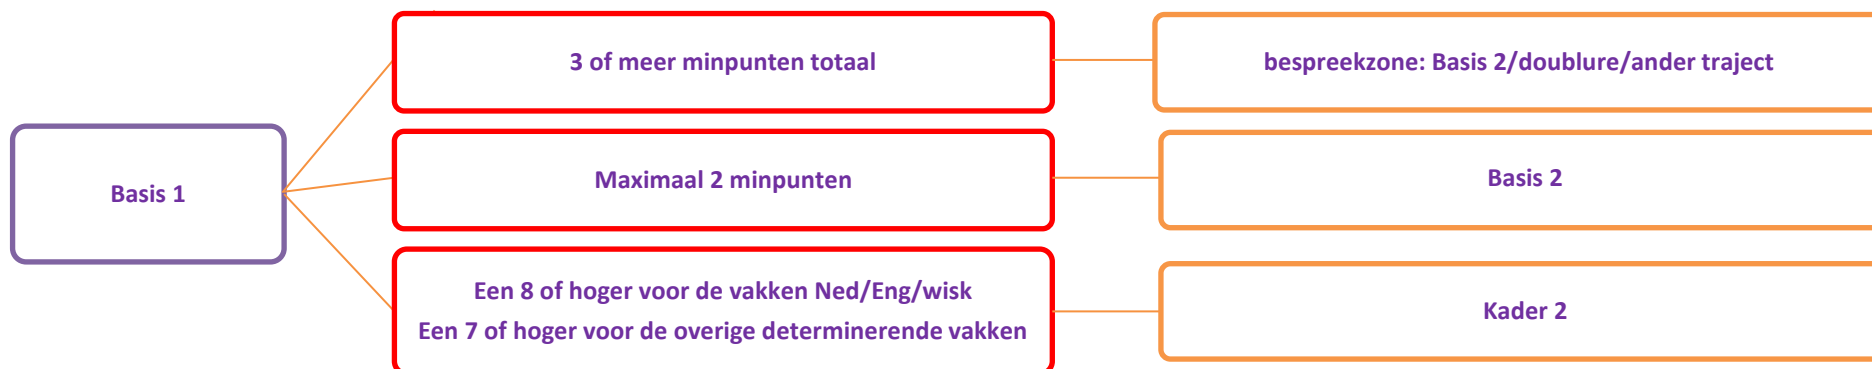 3 of meer minpunten totaal
bespreekzone: Basis 2/doublure/ander traject
Basis 1
Maximaal 2 minpunten
Basis 2
Een 8 of hoger voor de vakken Ned/Eng/wisk
Een 7 of hoger voor de overige determinerende vakken
Kader 2